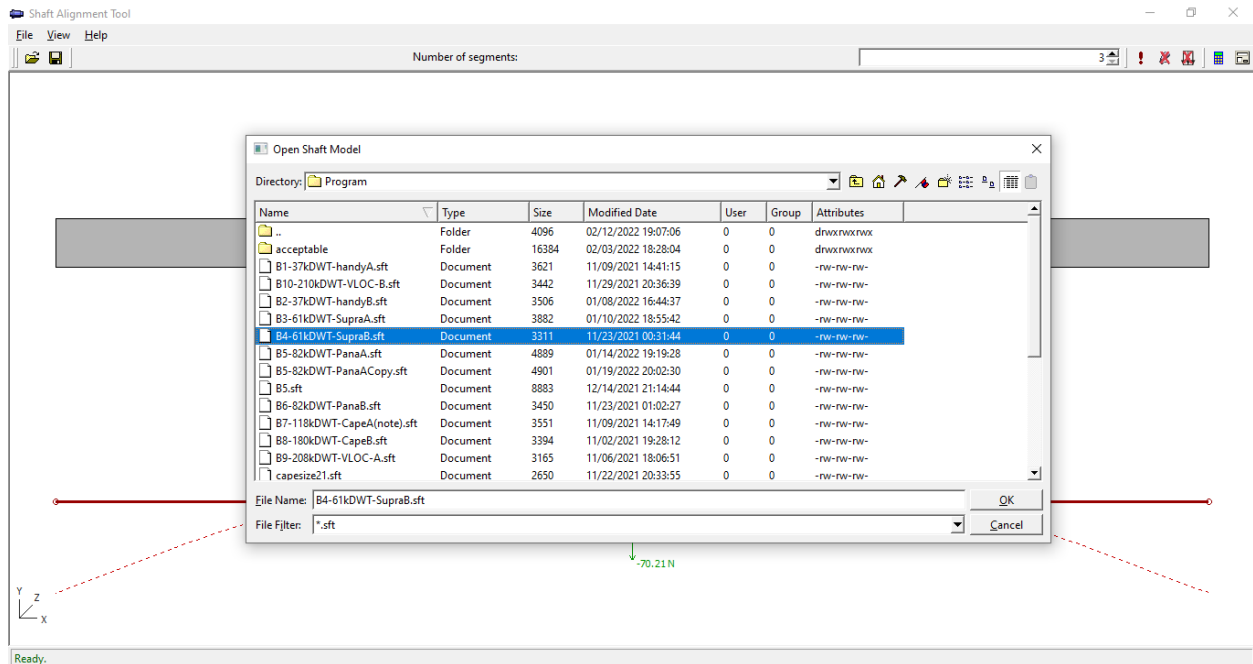 Shaft Alignment Tool
File View Help
Number of segments: 3
Open Shaft Model
Directory: Program
Name Type Size Modified Date User Group Attributes
.. Folder 4096 02/12/2022 19:07:06 0 0 drwxrwxrwx
acceptable Folder 16384 02/03/2022 18:28:04 0 0 drwxrwxrwx
B1-37kDWT-handyA.sft Document 3621 11/09/2021 14:41:15 0 0 -rw-rw-rw-
B10-210kDWT-VLOC-B.sft Document 3442 11/29/2021 20:36:39 0 0 -rw-rw-rw-
B2-37kDWT-handyB.sft Document 3506 01/08/2022 16:44:37 0 0 -rw-rw-rw-
B3-61kDWT-SupraA.sft Document 3882 01/10/2022 18:55:42 0 0 -rw-rw-rw-
B4-61kDWT-SupraB.sft Document 3311 11/23/2021 00:31:44 0 0 -rw-rw-rw-
B5-82kDWT-PanaA.sft Document 4889 01/14/2022 19:19:28 0 0 -rw-rw-rw-
B5-82kDWT-PanaACopy.sft Document 4901 01/19/2022 20:02:30 0 0 -rw-rw-rw-
B5.sft Document 8883 12/14/2021 21:14:44 0 0 -rw-rw-rw-
B6-82kDWT-PanaB.sft Document 3450 11/23/2021 01:02:27 0 0 -rw-rw-rw-
B7-118kDWT-CapeA(note).sft Document 3551 11/09/2021 14:17:49 0 0 -rw-rw-rw-
B8-180kDWT-CapeB.sft Document 3394 11/02/2021 19:28:12 0 0 -rw-rw-rw-
B9-208kDWT-VLOC-A.sft Document 3165 11/06/2021 18:06:51 0 0 -rw-rw-rw-
capesize21.sft Document 2650 11/22/2021 20:33:55 0 0 -rw-rw-rw-
File Name: B4-61kDWT-SupraB.sft OK
File Filter: *.sft Cancel
-70.21 N
Y Z
X
Ready.